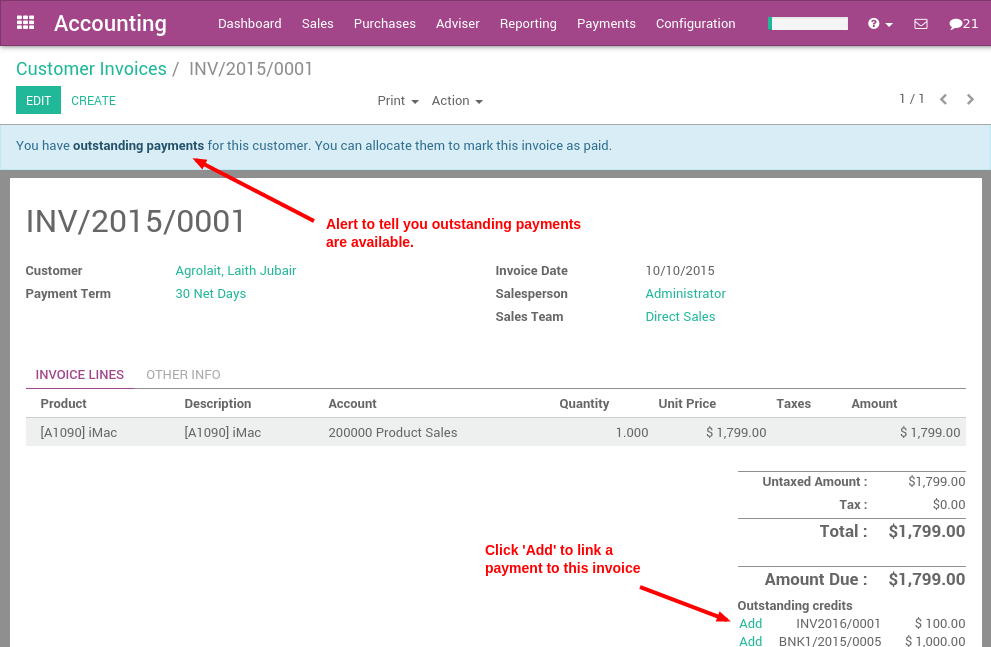 Accounting Dashboard Sales Purchases Adviser Reporting Payments Configuration ? 21
Customer Invoices / INV/2015/0001
EDIT CREATE Print Action 1 / 1
You have outstanding payments for this customer. You can allocate them to mark this invoice as paid.
INV/2015/0001
Alert to tell you outstanding payments
are available.
Customer Agrolait, Laith Jubair Invoice Date 10/10/2015
Payment Term 30 Net Days Salesperson Administrator
Sales Team Direct Sales
INVOICE LINES OTHER INFO
Product Description Account Quantity Unit Price Taxes Amount
[A1090] iMac [A1090] iMac 200000 Product Sales 1.000 $ 1,799.00 $ 1,799.00
Untaxed Amount : $1,799.00
Tax : $0.00
Total : $1,799.00
Click 'Add' to link a
payment to this invoice
Amount Due : $1,799.00
Outstanding credits
Add INV2016/0001 $ 100.00
Add BNK1/2015/0005 $ 1,000.00